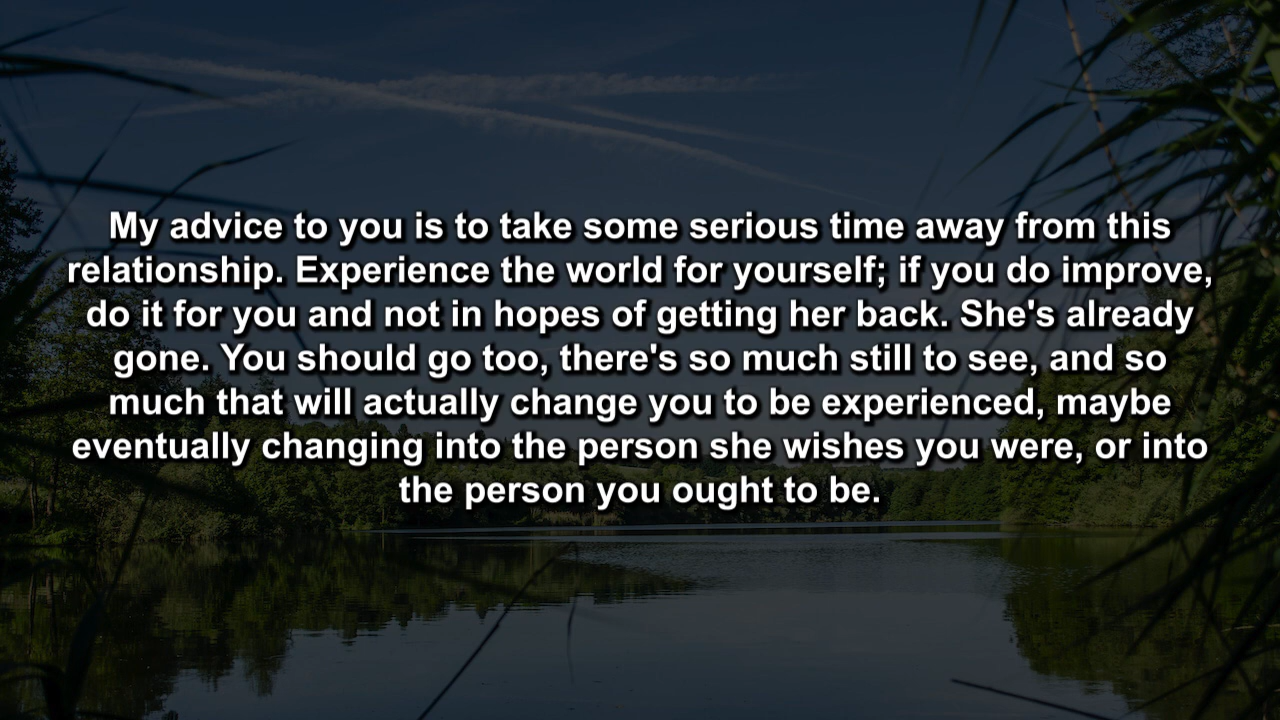 My advice to you is to take some serious time away from this
relationship. Experience the world for yourself; if you do improve,
do it for you and not in hopes of getting her back. She's already
gone. You should go too, there's so much still to see, and so
much that will actually change you to be experienced, maybe
eventually changing into the person she wishes you were, or into
the person you ought to be.